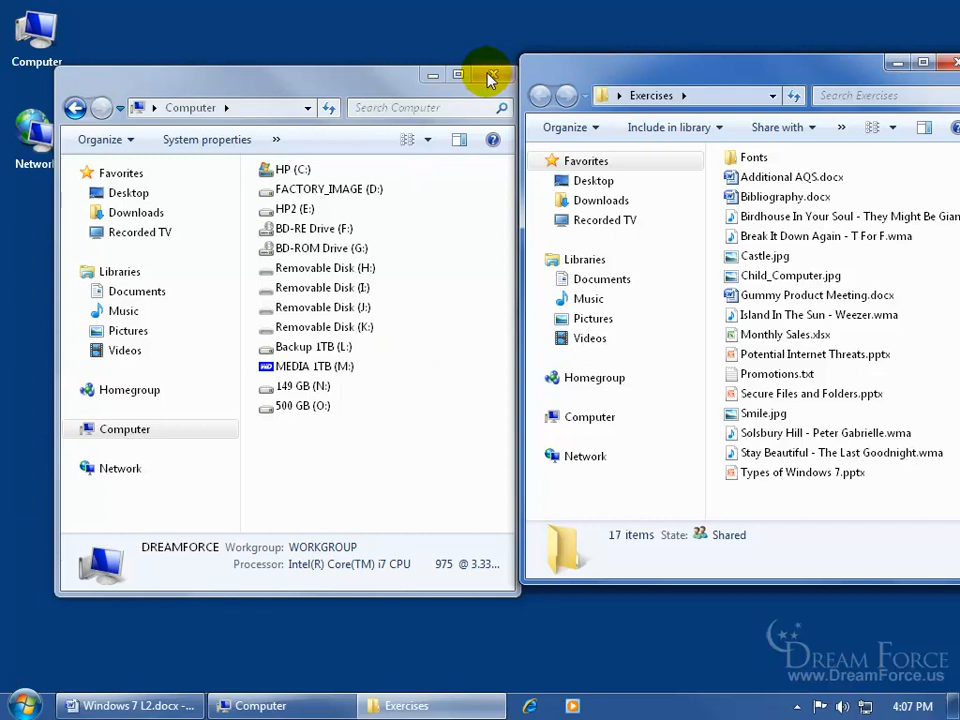 Computer
Network
Computer
Search Computer
Organize
System properties
»
Favorites
Desktop
Downloads
Recorded TV
Libraries
Documents
Music
Pictures
Videos
Homegroup
Computer
Network
HP (C:)
FACTORY_IMAGE (D:)
HP2 (E:)
BD-RE Drive (F:)
BD-ROM Drive (G:)
Removable Disk (H:)
Removable Disk (I:)
Removable Disk (J:)
Removable Disk (K:)
Backup 1TB (L:)
MEDIA 1TB (M:)
149 GB (N:)
500 GB (O:)
DREAMFORCE Workgroup: WORKGROUP
Processor: Intel(R) Core(TM) i7 CPU 975 @ 3.33...
Exercises
Search Exercises
Organize
Include in library
Share with
»
Favorites
Desktop
Downloads
Recorded TV
Libraries
Documents
Music
Pictures
Videos
Homegroup
Computer
Network
Fonts
Additional AQS.docx
Bibliography.docx
Birdhouse In Your Soul - They Might Be Gian
Break It Down Again - T For F.wma
Castle.jpg
Child_Computer.jpg
Gummy Product Meeting.docx
Island In The Sun - Weezer.wma
Monthly Sales.xlsx
Potential Internet Threats.pptx
Promotions.txt
Secure Files and Folders.pptx
Smile.jpg
Solsbury Hill - Peter Gabrielle.wma
Stay Beautiful - The Last Goodnight.wma
Types of Windows 7.pptx
17 items State: Shared
DREAM FORCE
www.DreamForce.us
Windows 7 L2.docx -...
Computer
Exercises
4:07 PM